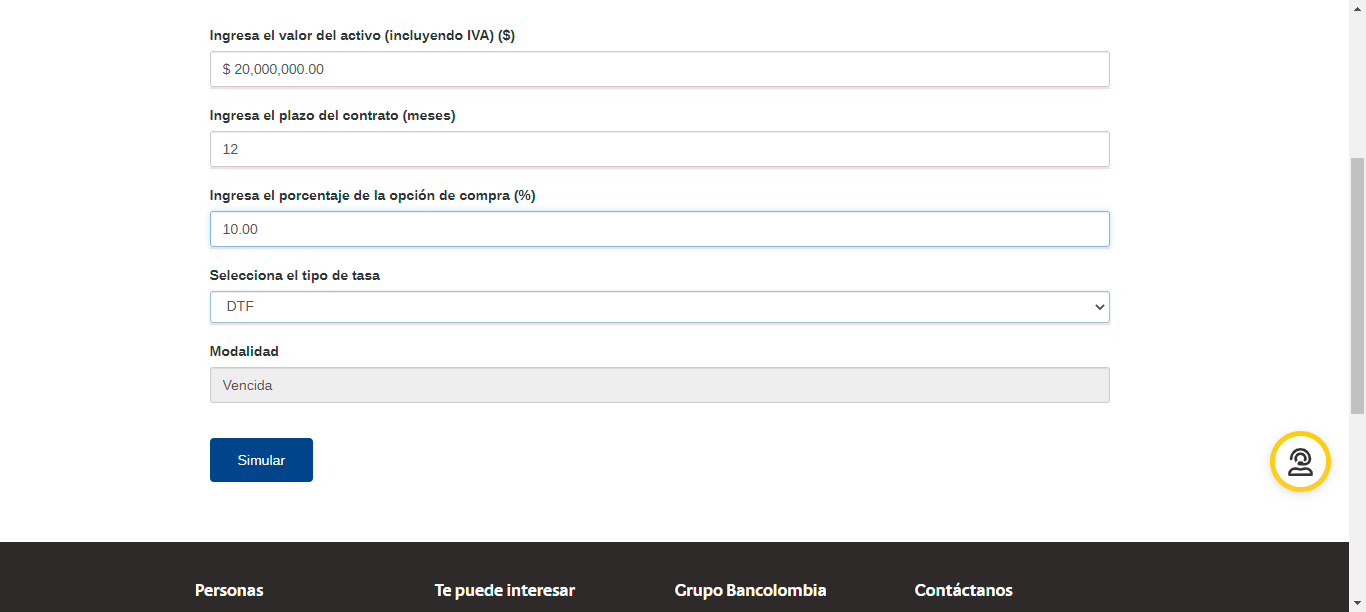 Ingresa el valor del activo (incluyendo IVA) ($)
$ 20,000,000.00
Ingresa el plazo del contrato (meses)
12
Ingresa el porcentaje de la opción de compra (%)
10.00
Selecciona el tipo de tasa
DTF
Modalidad
Vencida
Simular
Personas Te puede interesar Grupo Bancolombia Contáctanos